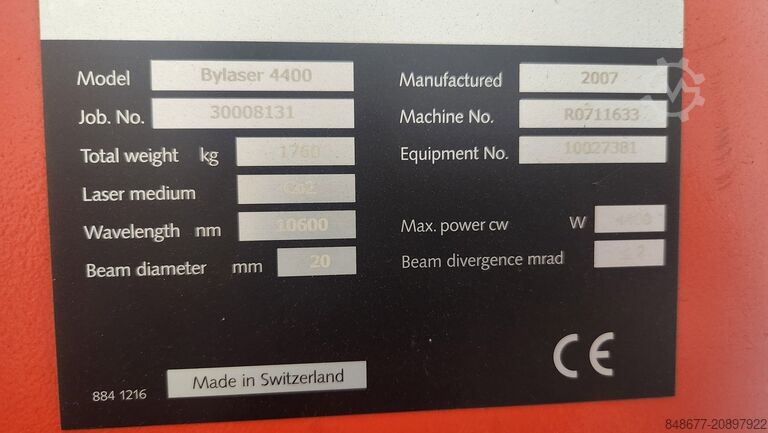 Model Bylaser 4400
Manufactured 2007
Job. No. 30008131
Machine No. R0711633
Total weight kg 1760
Equipment No. 10027381
Laser medium CO2
Wavelength nm 10600
Max. power cw W 4400
Beam diameter mm 20
Beam divergence mrad ≤ 2
CE
884 1216
Made in Switzerland
848677-20897922